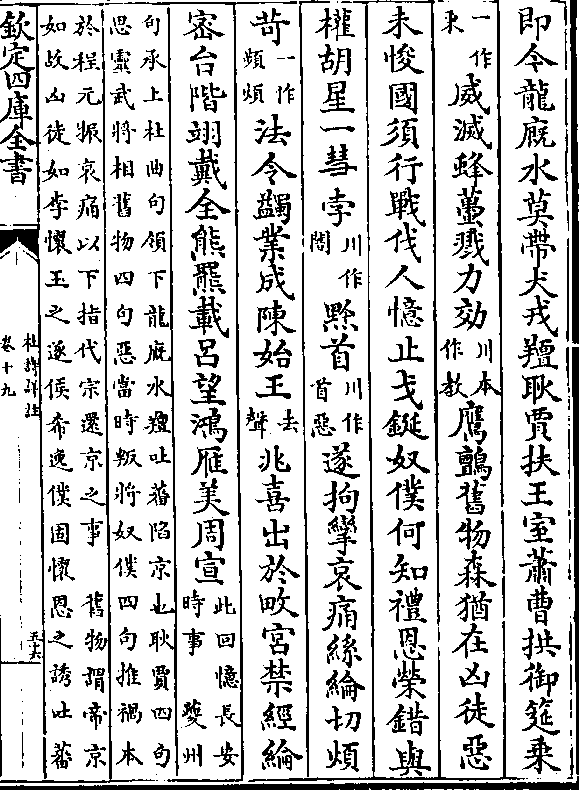 即今龍廐水莫帶犬戎羶耿賈扶王室蕭曹拱御筵乗
一作
威滅蜂蠆戮力効川本作教鷹鸇舊物森猶在凶徒惡
未悛國須行戰伐人憶止戈鋋奴僕何知禮恩榮錯與
權胡星一彗孛川作闇黔首川作首惡遂拘攣哀痛絲綸切煩
苛一作頻煩法令蠲業成陳始王去聲兆喜出於畋宮禁經綸
密台階翊戴全熊羆載呂望鴻雁美周宣此回憶長安時事 夔州
句承上杜曲句領下龍廐水羶吐蕃陷京也耿賈四句
思靈武將相舊物四句惡當時叛將奴僕四句推禍本
於程元振哀痛以下指代宗還京之事 舊物謂帝京
如故凶徒如李懷玉之逐侯希逸僕固懷恩之誘吐蕃
欽定四庫全書
杜詩詳註
卷十九
五十六